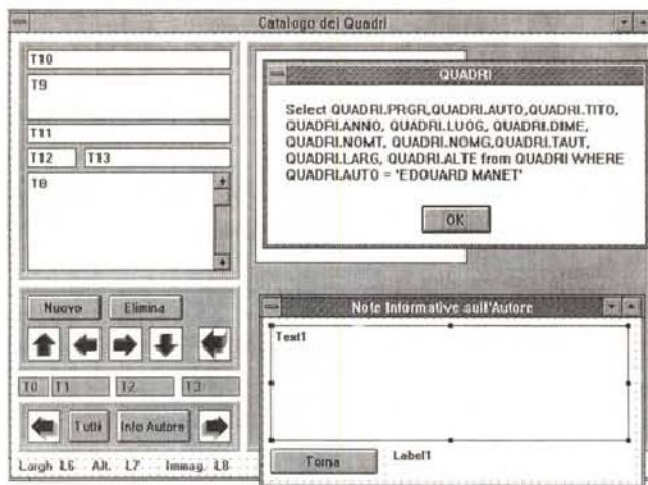 Catalogo dei Quadri
T10
T9
T11
T12 T13
T8
QUADRI
Select QUADRI.PRGR,QUADRI.AUTO,QUADRI.TITO,
QUADRI.ANNO, QUADRI.LUOG, QUADRI.DIME,
QUADRI.NOMT, QUADRI.NOMG,QUADRI.TAUT,
QUADRI.LARG, QUADRI.ALTE from QUADRI WHERE
QUADRI.AUTO = 'EDOUARD MANET'
OK
Nuovo Elimina
T0 T1 T2 T3
Tutti Info Autore
Largh L6 Alt. L7 Immag. L8
Note Informative sull'Autore
Text1
Torna Label1